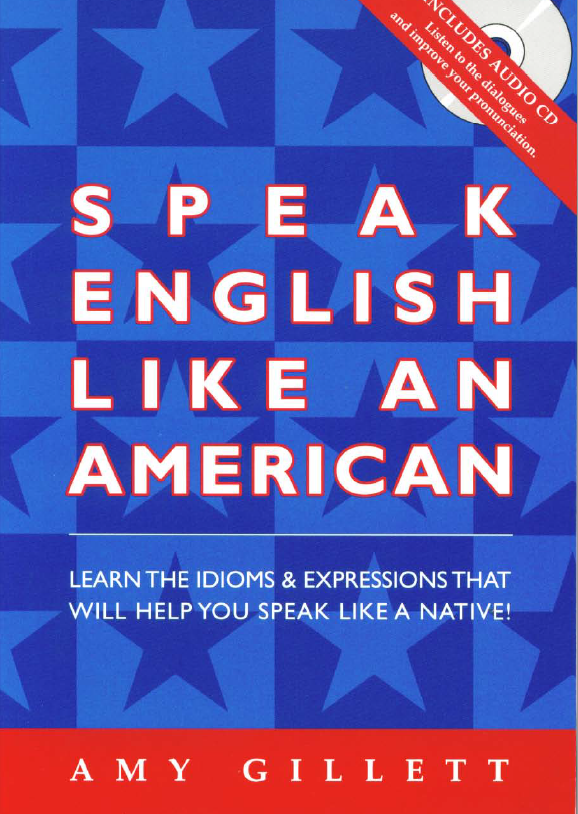 INCLUDES AUDIO CD
Listen to the dialogues
and improve your pronunciation.
SPEAK
ENGLISH
LIKE AN
AMERICAN
LEARN THE IDIOMS & EXPRESSIONS THAT
WILL HELP YOU SPEAK LIKE A NATIVE!
AMY GILLETT